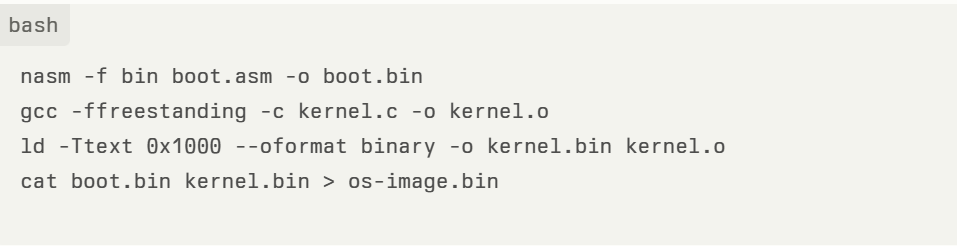 bash
nasm -f bin boot.asm -o boot.bin
gcc -ffreestanding -c kernel.c -o kernel.o
ld -Ttext 0x1000 --oformat binary -o kernel.bin kernel.o
cat boot.bin kernel.bin > os-image.bin